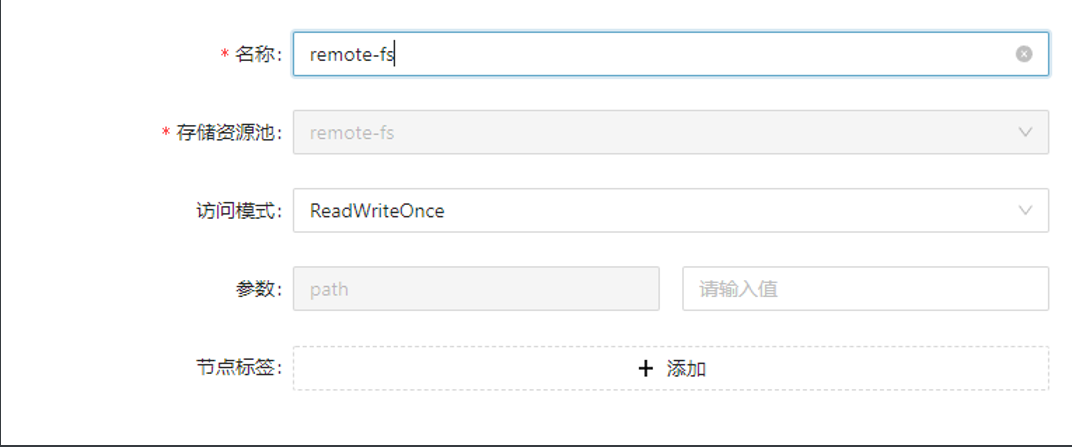 * 名称: remote-fs
* 存储资源池: remote-fs
访问模式: ReadWriteOnce
参数: path 请输入值
节点标签: + 添加